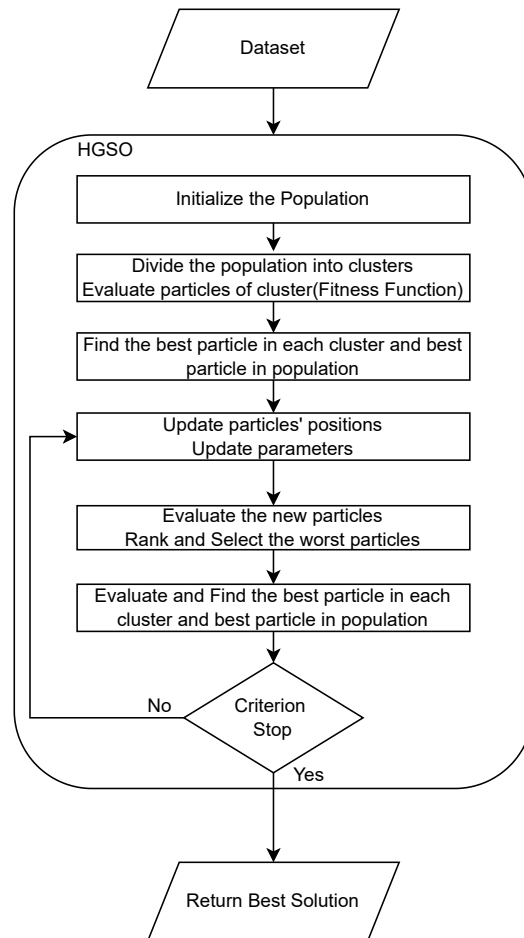 Dataset
HGSO
Initialize the Population
Divide the population into clusters
Evaluate particles of cluster(Fitness Function)
Find the best particle in each cluster and best
particle in population
Update particles' positions
Update parameters
Evaluate the new particles
Rank and Select the worst particles
Evaluate and Find the best particle in each
cluster and best particle in population
No
Criterion
Stop
Yes
Return Best Solution